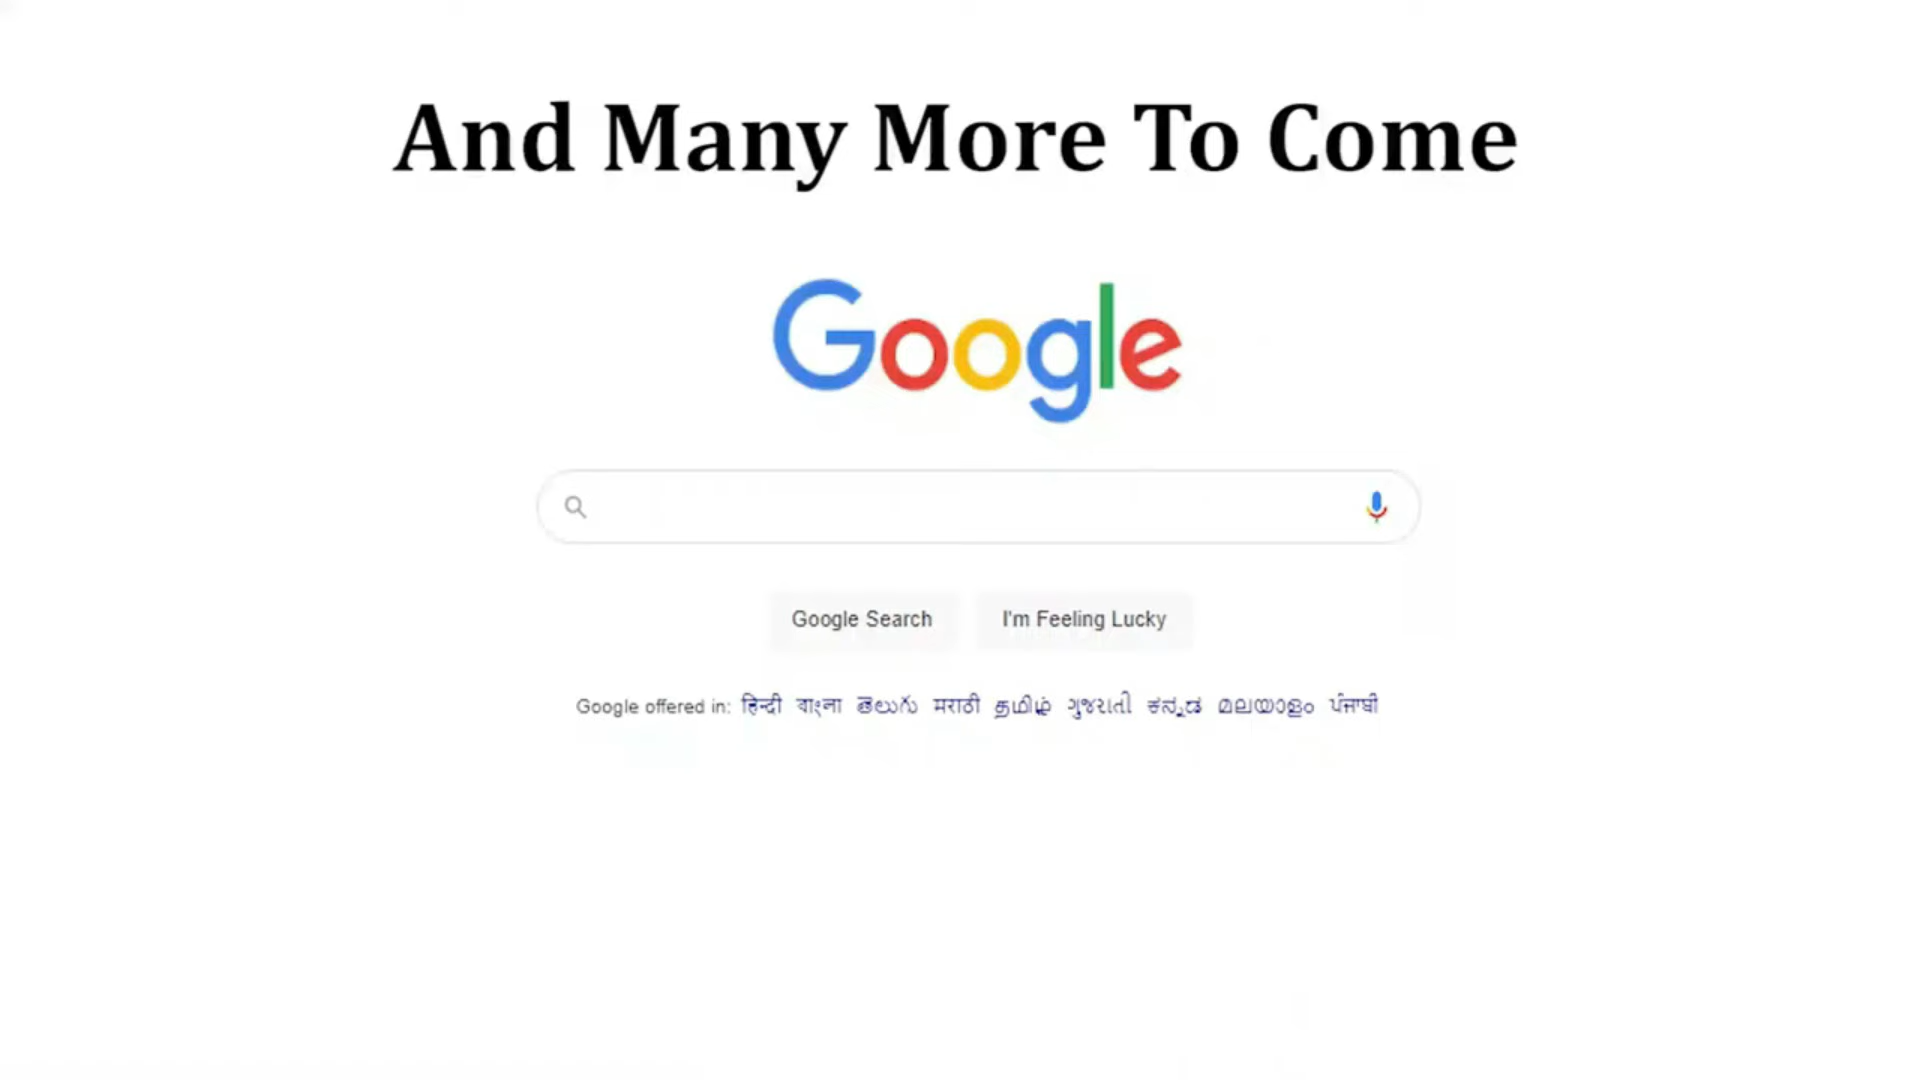 And Many More To Come
Google
Google Search I'm Feeling Lucky
Google offered in: हिन्दी বাংলা తెలుగు मराठी தமிழ் ગુજરાતી ಕನ್ನಡ മലയാളം ਪੰਜਾਬੀ